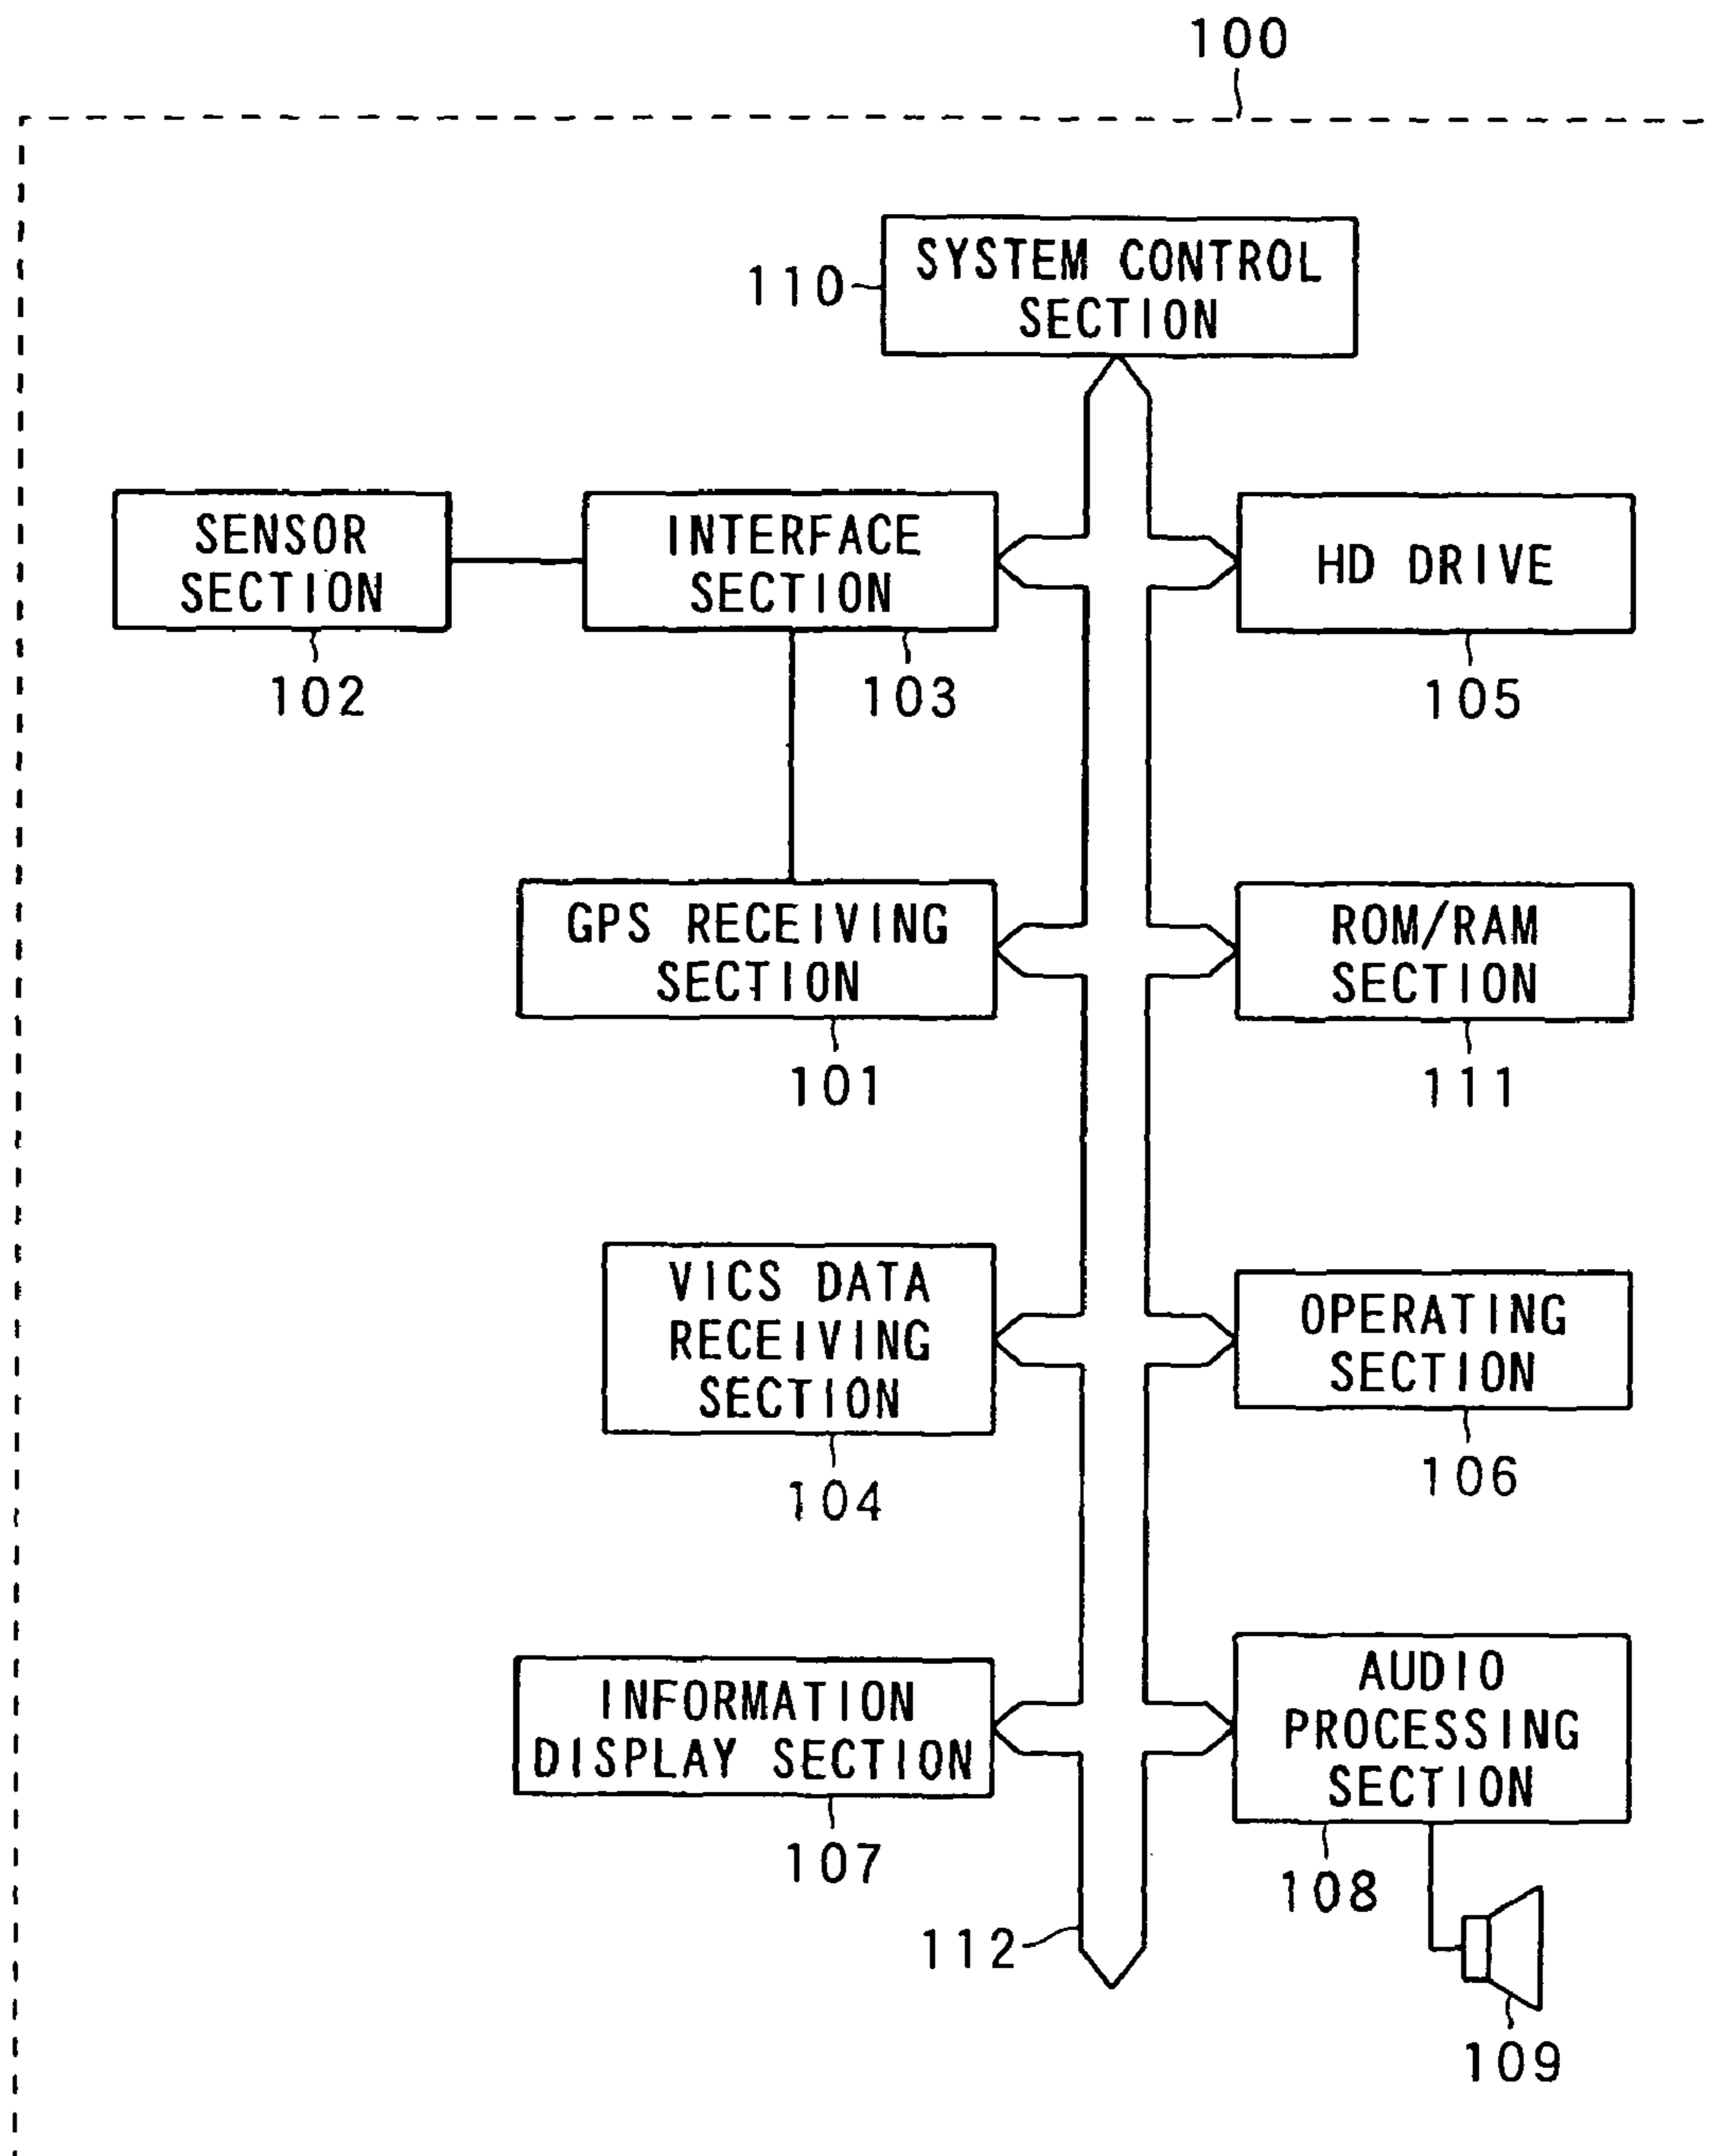 100
110
SYSTEM CONTROL
SECTION
SENSOR
SECTION
102
INTERFACE
SECTION
103
HD DRIVE
105
GPS RECEIVING
SECTION
101
ROM/RAM
SECTION
111
VICS DATA
RECEIVING
SECTION
104
OPERATING
SECTION
106
INFORMATION
DISPLAY SECTION
107
AUDIO
PROCESSING
SECTION
108
112
109